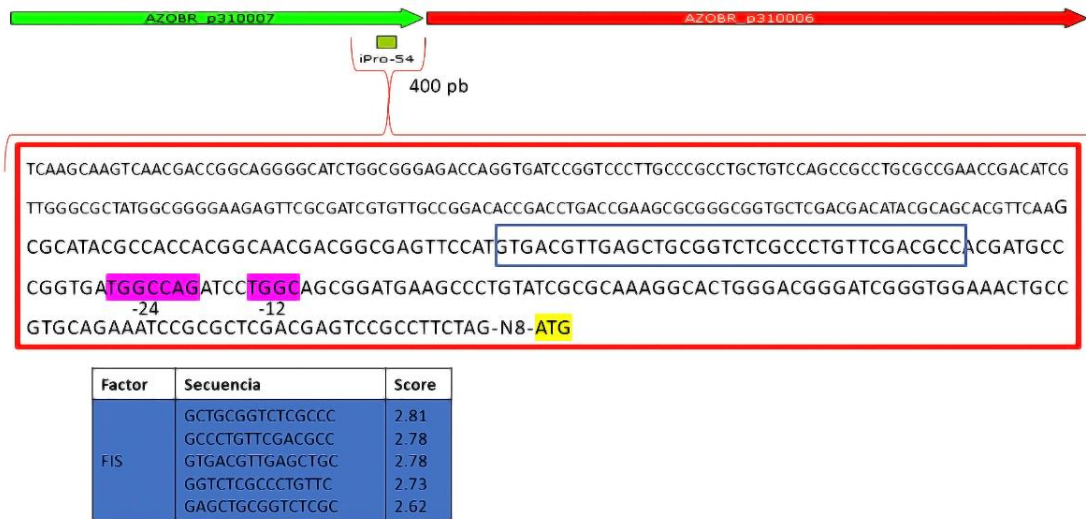 AZOBR_p310007
AZOBR_p310006
iPro-54
400 pb
TCAAGCAAGTCAACGACCGGCAGGGGCATCTGGCGGGAGACCAGGTGATCCGGTCCCTTGCCCGCCTGCTGTCCAGCCGCCTGCGCCGAACCGACATCG
TTGGGCGCTATGGCGGGGAAGAGTTCGCGATCGTGTTGCCGGACACCGACCTGACCGAAGCGCGGGCGGTGCTCGACGACATACGCAGCACGTTCAAG
CGCATACGCCACCACGGCAACGACGGCGAGTTCCATGTGACGTTGAGCTGCGGTCTCGCCCTGTTCGACGCCACGATGCC
CGGTGATGGCCAGATCCTGGCAGCGGATGAAGCCCTGTATCGCGCAAAGGCACTGGGACGGGATCGGGTGGAAACTGCC
-24 -12
GTGCAGAAATCCGCGCTCGACGAGTCCGCCTTCTAG-N8-ATG
Factor Secuencia Score
GCTGCGGTCTCGCCC 2.81
GCCCTGTTCGACGCC 2.78
FIS GTGACGTTGAGCTGC 2.78
GGTCTCGCCCTGTTC 2.73
GAGCTGCGGTCTCGC 2.62